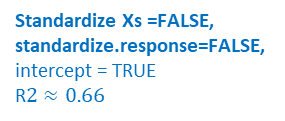 Standardize Xs =FALSE,
standardize.response=FALSE,
intercept = TRUE
R2 ≈ 0.66